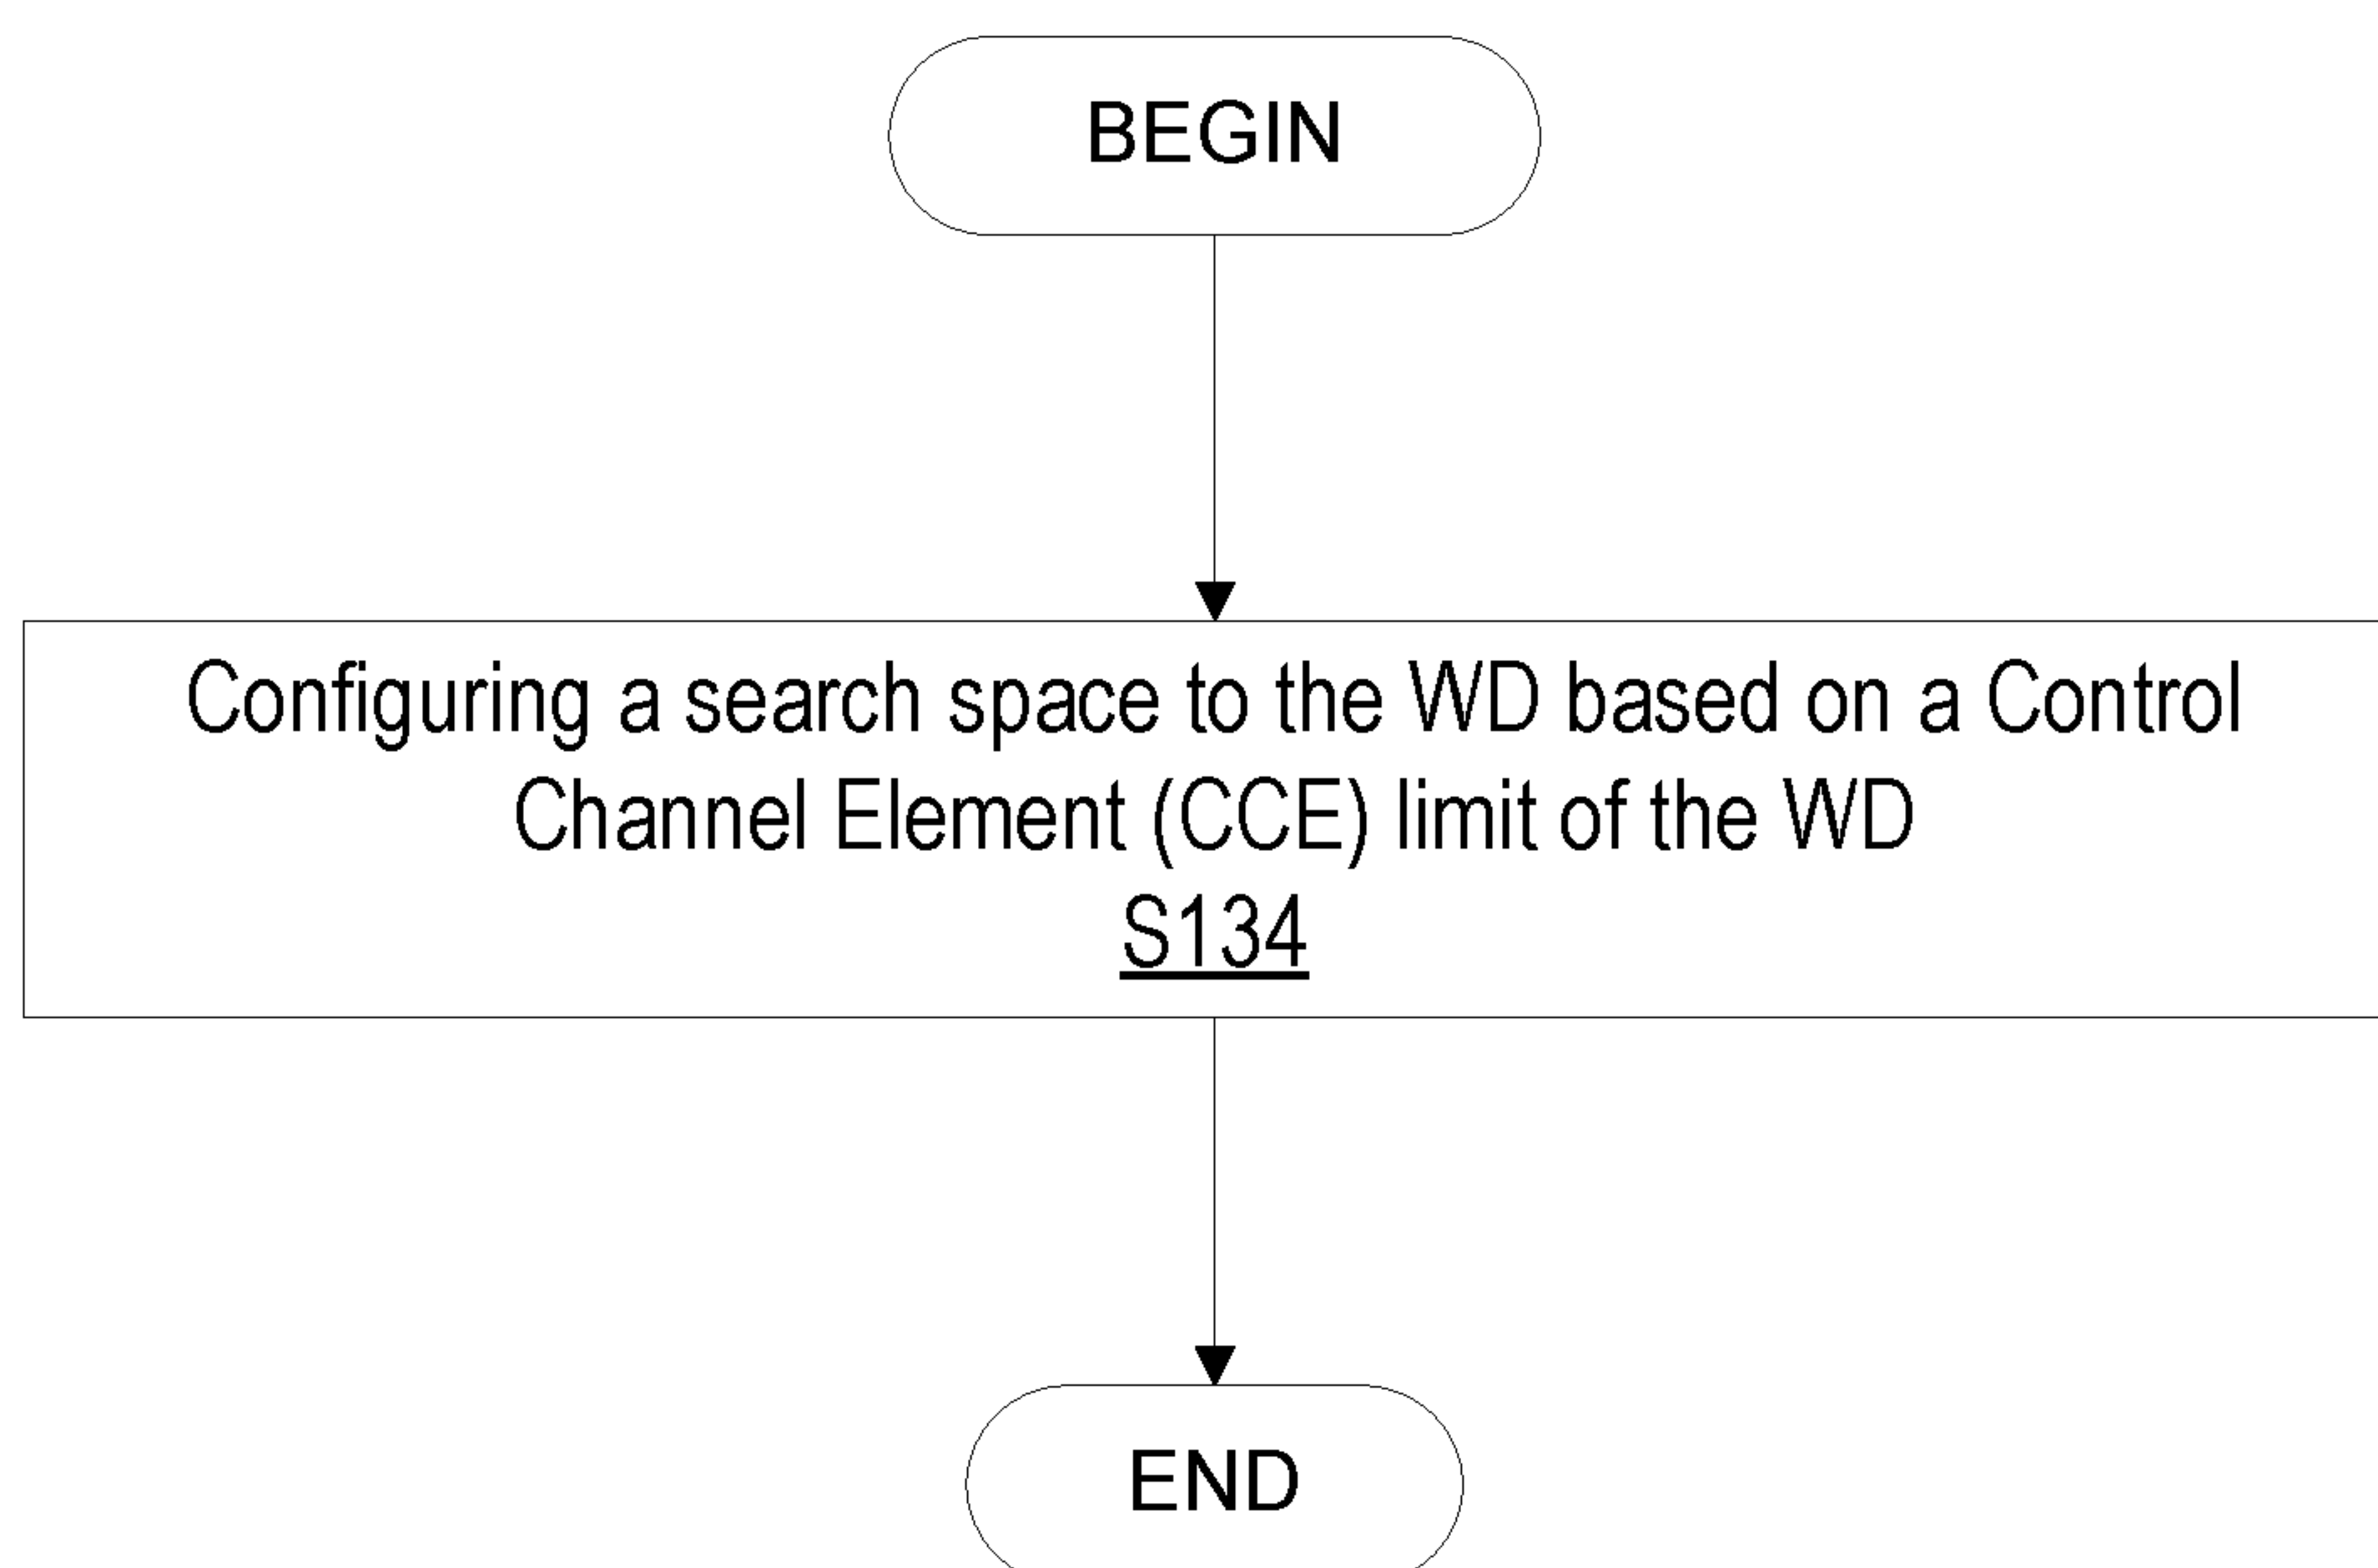 BEGIN
Configuring a search space to the WD based on a Control
Channel Element (CCE) limit of the WD
S134
END